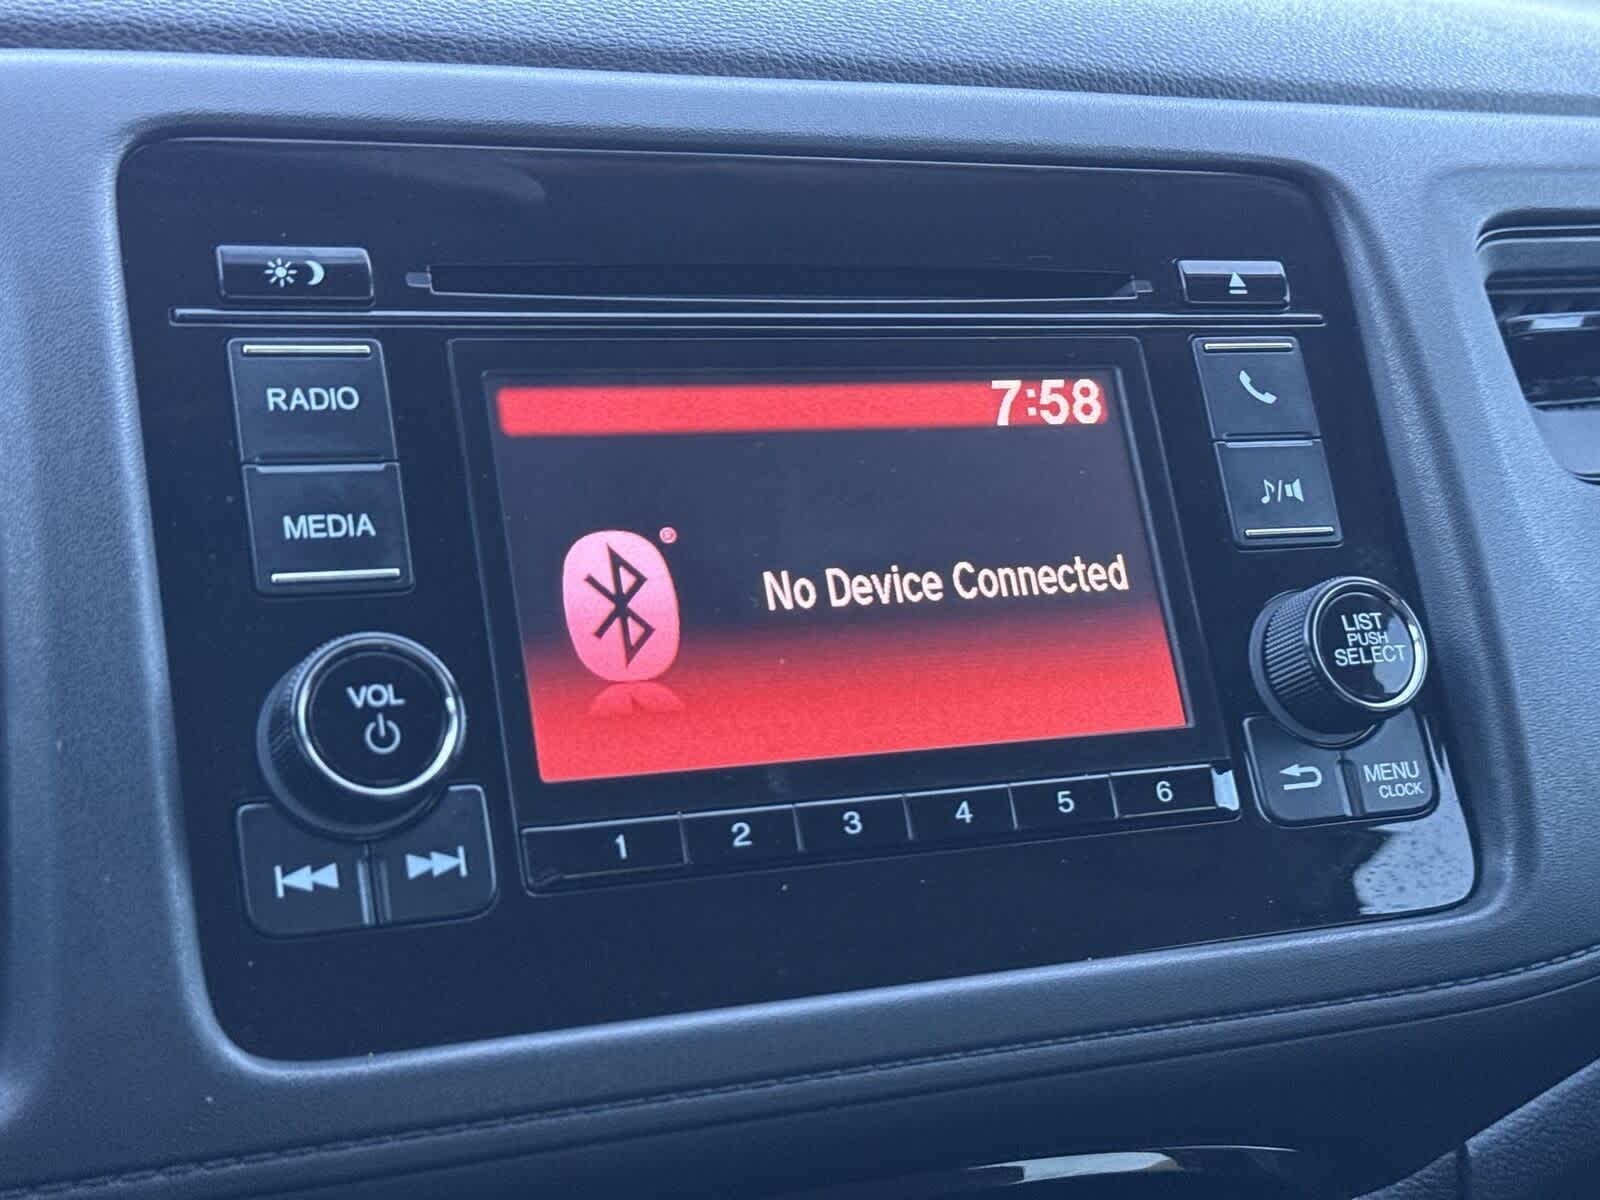 RADIO
MEDIA
VOL
7:58
®
No Device Connected
1 2 3 4 5 6
LIST
PUSH
SELECT
MENU
CLOCK